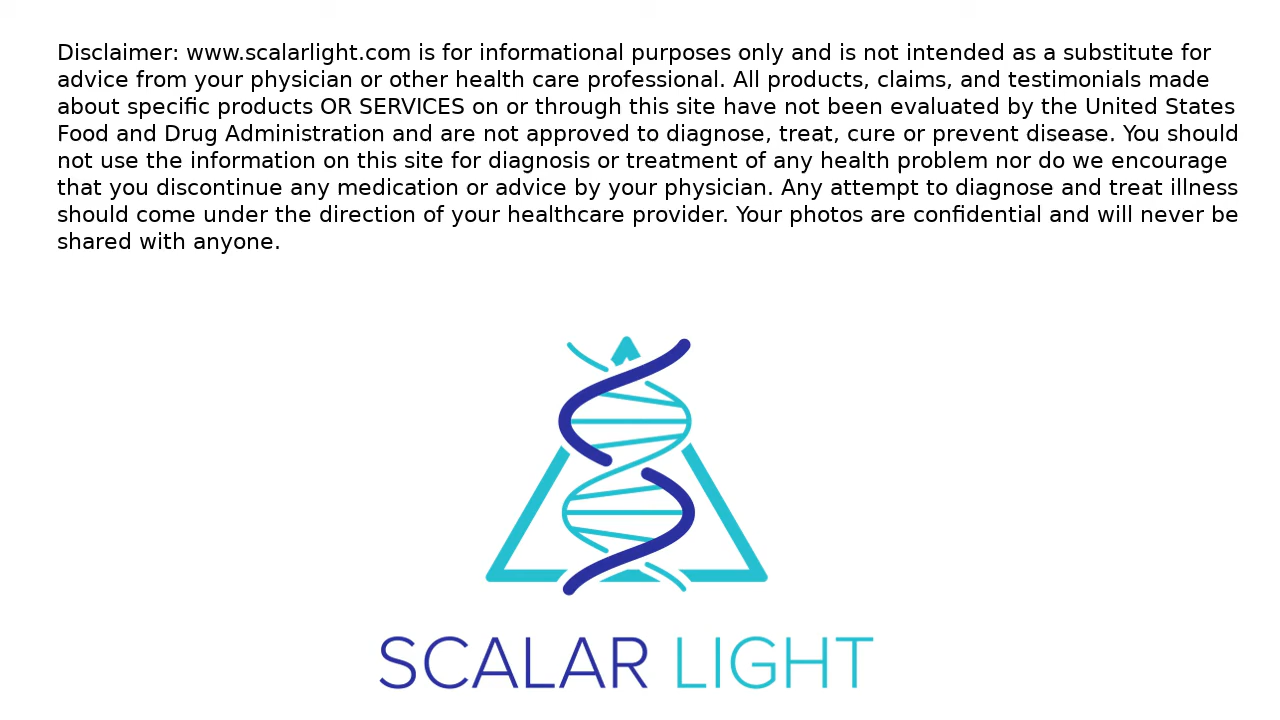 Disclaimer: www.scalarlight.com is for informational purposes only and is not intended as a substitute for
advice from your physician or other health care professional. All products, claims, and testimonials made
about specific products OR SERVICES on or through this site have not been evaluated by the United States
Food and Drug Administration and are not approved to diagnose, treat, cure or prevent disease. You should
not use the information on this site for diagnosis or treatment of any health problem nor do we encourage
that you discontinue any medication or advice by your physician. Any attempt to diagnose and treat illness
should come under the direction of your healthcare provider. Your photos are confidential and will never be
shared with anyone.
SCALAR LIGHT